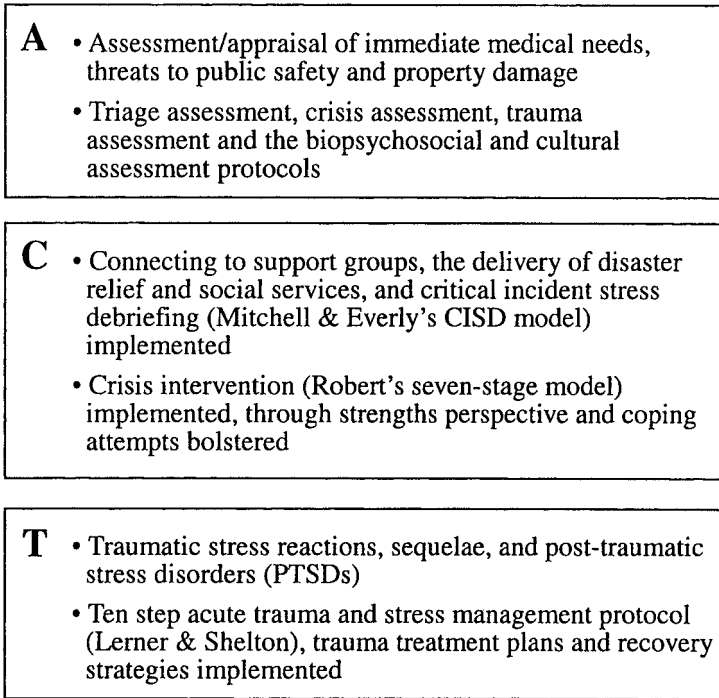 A • Assessment/appraisal of immediate medical needs,
threats to public safety and property damage
• Triage assessment, crisis assessment, trauma
assessment and the biopsychosocial and cultural
assessment protocols
C • Connecting to support groups, the delivery of disaster
relief and social services, and critical incident stress
debriefing (Mitchell & Everly's CISD model)
implemented
• Crisis intervention (Robert's seven-stage model)
implemented, through strengths perspective and coping
attempts bolstered
T • Traumatic stress reactions, sequelae, and post-traumatic
stress disorders (PTSDs)
• Ten step acute trauma and stress management protocol
(Lerner & Shelton), trauma treatment plans and recovery
strategies implemented